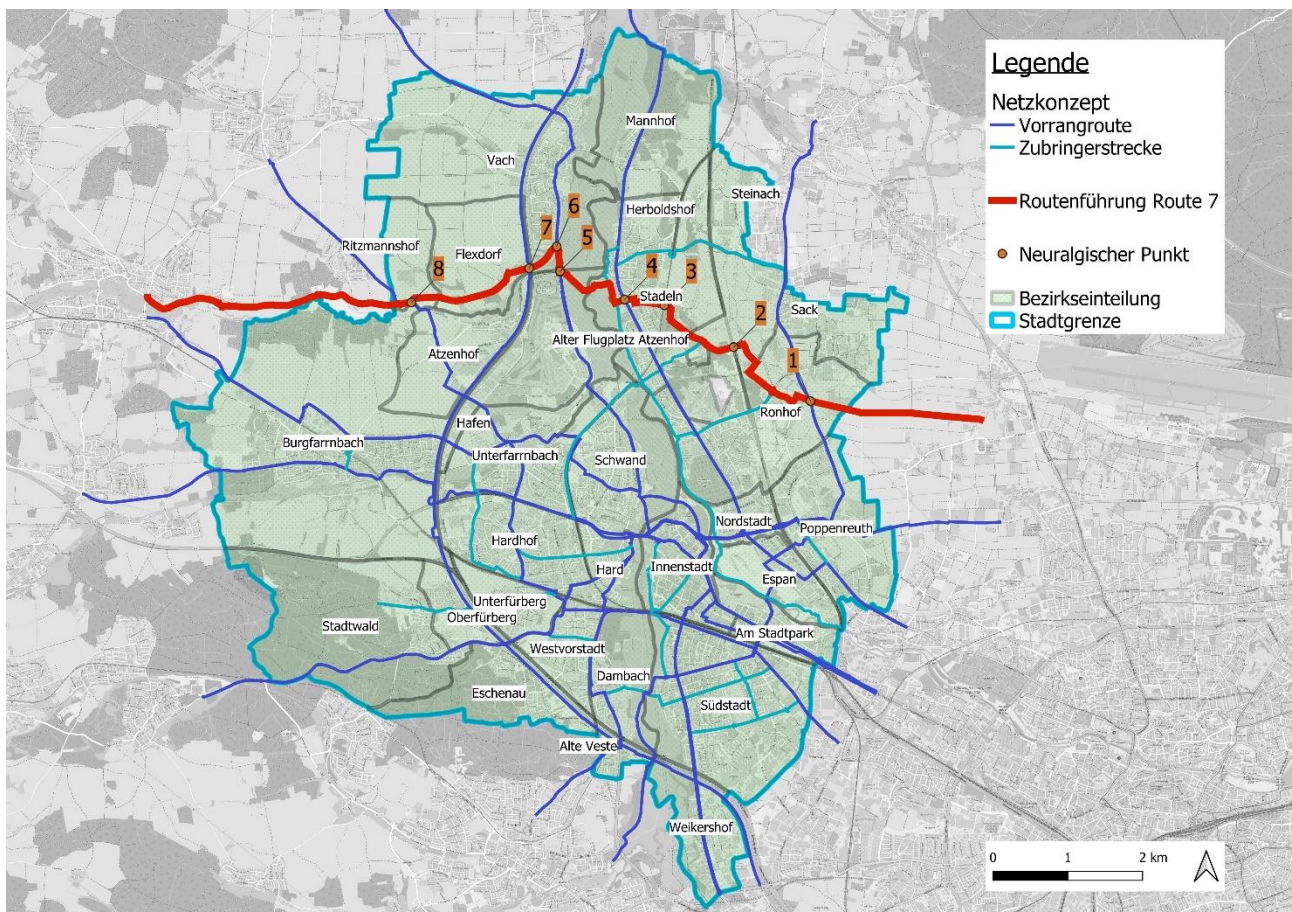 Legende
Netzkonzept
Vorrangroute
Zubringerstrecke
Routenführung Route 7
Neuralgischer Punkt
Bezirkseinteilung
Stadtgrenze
Mannhof
Vach
Steinach
Herboldshof
6
7
5
Ritzmannshof
Flexdorf
8
4
3
Stadeln
Sack
2
Alter Flugplatz Atzenhof
Atzenhof
1
Ronhof
Hafen
Burgfarrnbach
Unterfarrnbach
Schwand
Nordstadt
Poppenreuth
Hardhof
Hard
Innenstadt
Espan
Unterfürberg
Oberfürberg
Stadtwald
Am Stadtpark
Westvorstadt
Dambach
Eschenau
Südstadt
Alte Veste
Weikershof
0 1 2 km